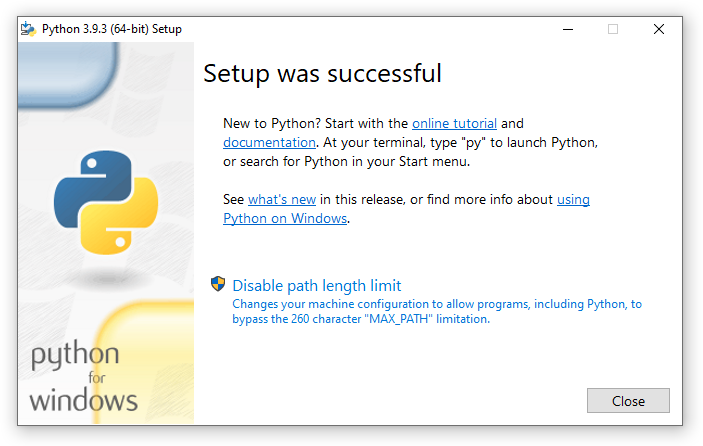 Python 3.9.3 (64-bit) Setup
Setup was successful
New to Python? Start with the online tutorial and
documentation. At your terminal, type "py" to launch Python,
or search for Python in your Start menu.
See what's new in this release, or find more info about using
Python on Windows.
Disable path length limit
Changes your machine configuration to allow programs, including Python, to
bypass the 260 character "MAX_PATH" limitation.
python
for
windows
Close